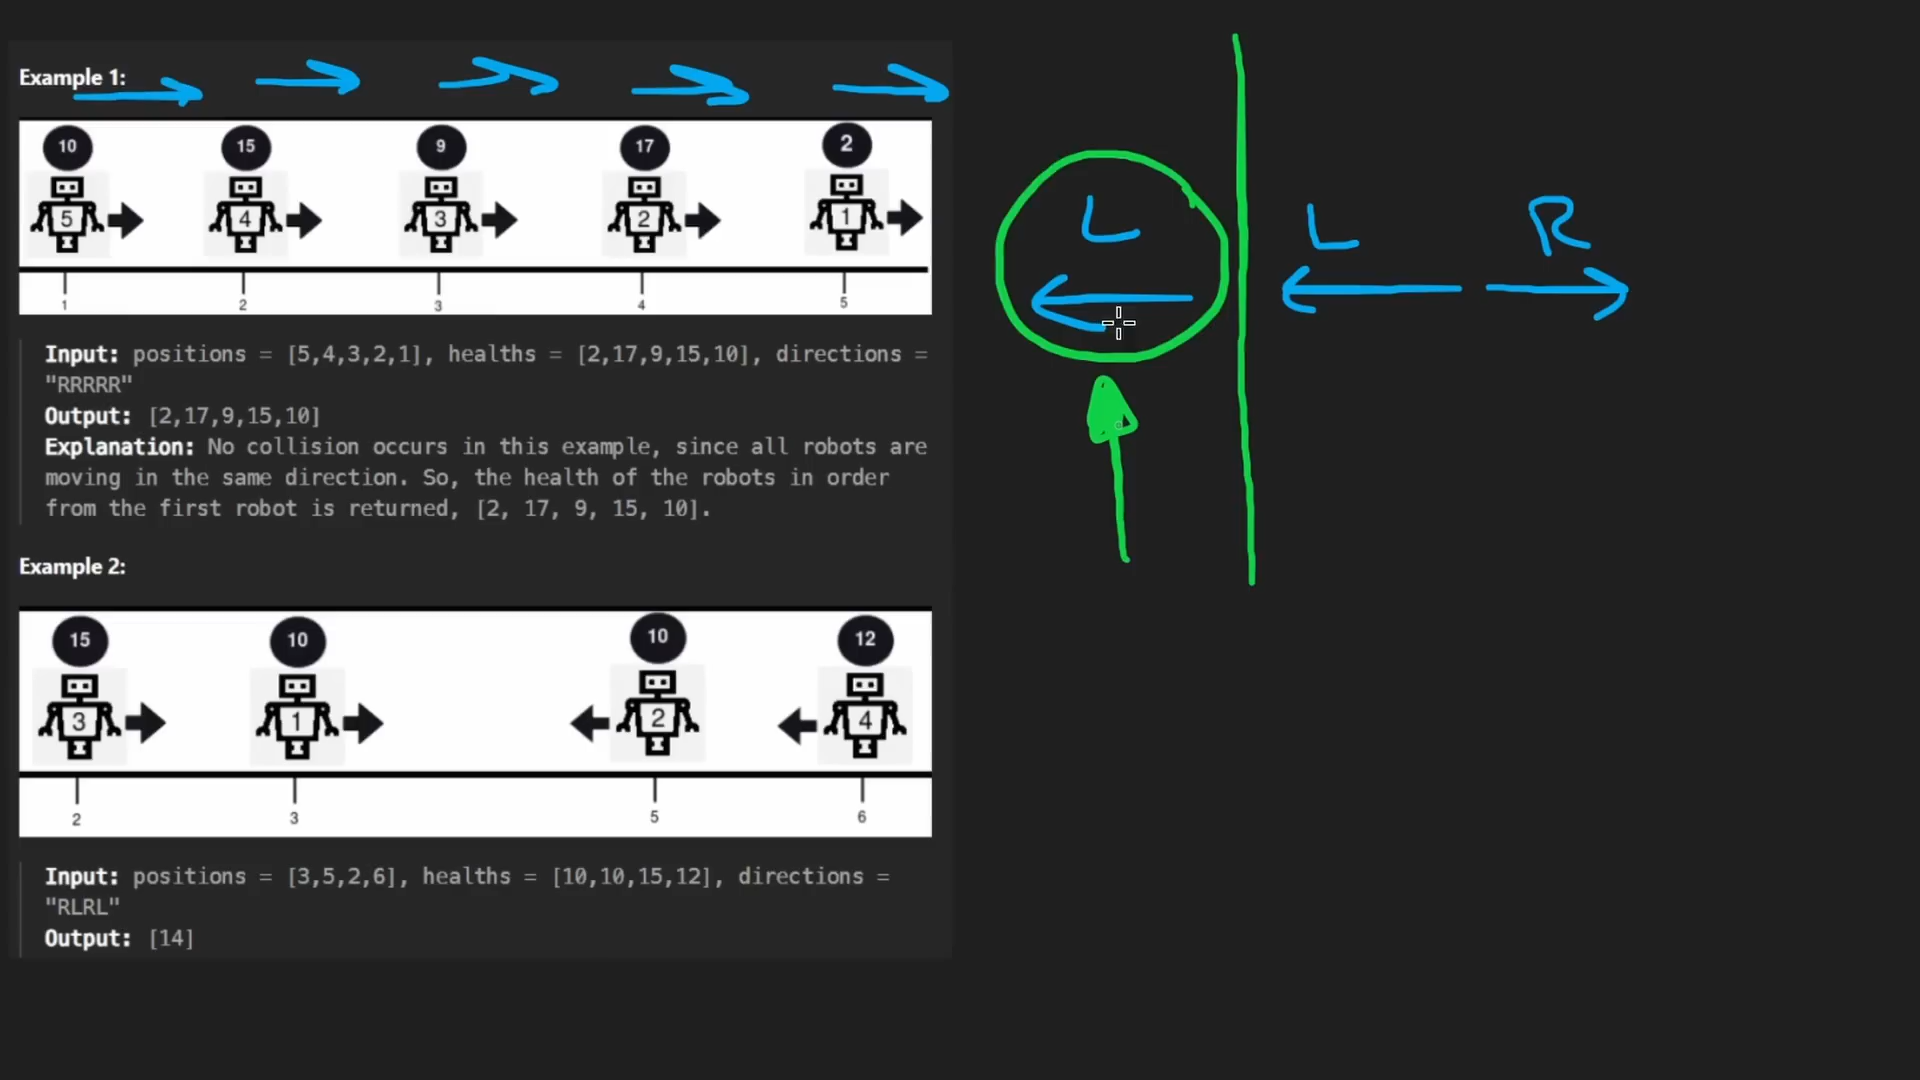 Example 1:
10 15 9 17 2
5 4 3 2 1
1 2 3 4 5
Input: positions = [5,4,3,2,1], healths = [2,17,9,15,10], directions =
"RRRRR"
Output: [2,17,9,15,10]
Explanation: No collision occurs in this example, since all robots are
moving in the same direction. So, the health of the robots in order
from the first robot is returned, [2, 17, 9, 15, 10].
Example 2:
15 10 10 12
3 1 2 4
2 3 5 6
Input: positions = [3,5,2,6], healths = [10,10,15,12], directions =
"RLRL"
Output: [14]
L L R